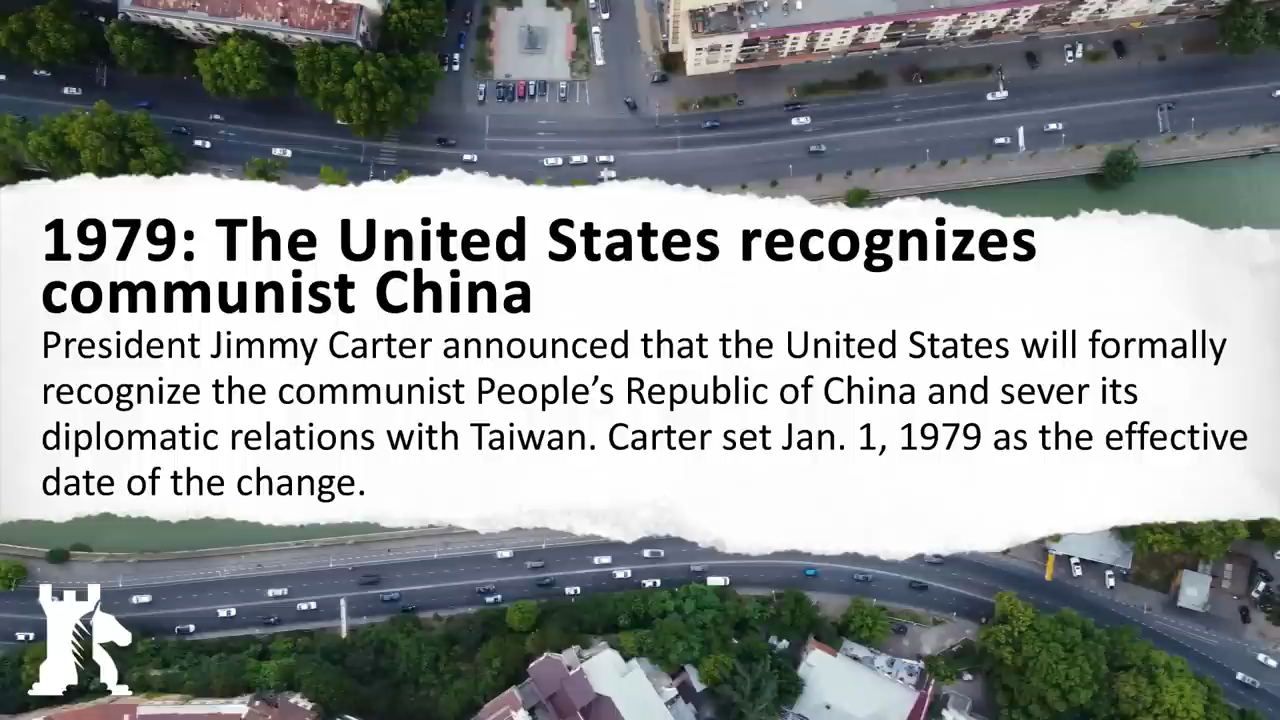 1979: The United States recognizes
communist China
President Jimmy Carter announced that the United States will formally
recognize the communist People’s Republic of China and sever its
diplomatic relations with Taiwan. Carter set Jan. 1, 1979 as the effective
date of the change.